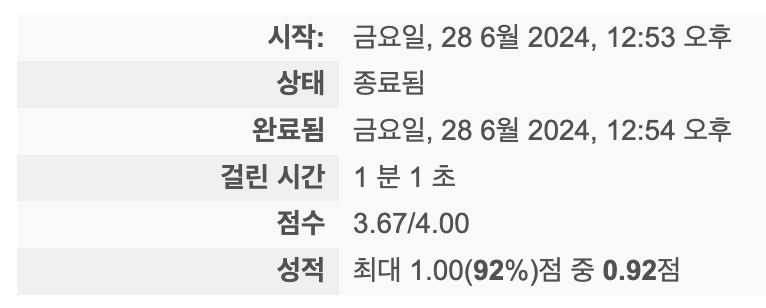 시작: 금요일, 28 6월 2024, 12:53 오후
상태 종료됨
완료됨 금요일, 28 6월 2024, 12:54 오후
걸린 시간 1 분 1 초
점수 3.67/4.00
성적 최대 1.00(92%)점 중 0.92점